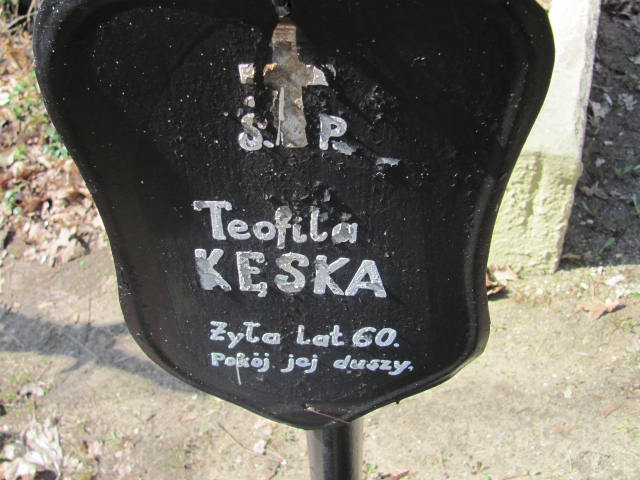 Ś. P.
Teofila
KĘSKA
Żyła Lat 60.
Pokój jej duszy.